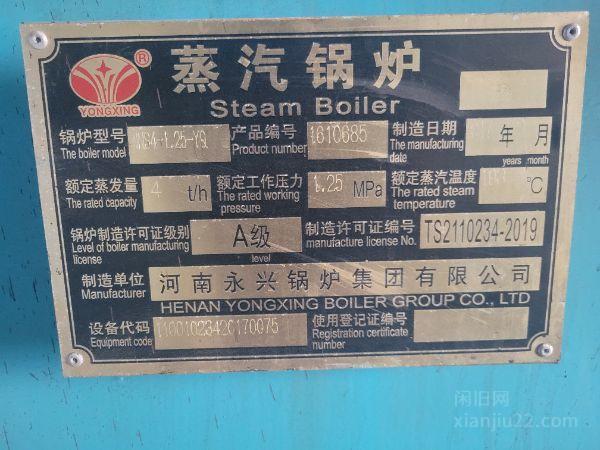 YONGXING
®
蒸汽锅炉
Steam Boiler
锅炉型号 WNS4-1.25-YQ 产品编号 1610685 制造日期 年 月
The boiler model Product number The manufacturing date years month
额定蒸发量 4 t/h 额定工作压力 1.25 MPa 额定蒸汽温度 ℃
The rated capacity The rated working pressure The rated steam temperature
锅炉制造许可证级别 A级 制造许可证编号 TS2110234-2019
Level of boiler manufacturing license level manufacture license No.
制造单位 河南永兴锅炉集团有限公司
Manufacturer HENAN YONGXING BOILER GROUP CO., LTD
设备代码 11001023420170075 使用登记证编号
Equipment code Registration certificate number
闲旧网
xianjiu22.com